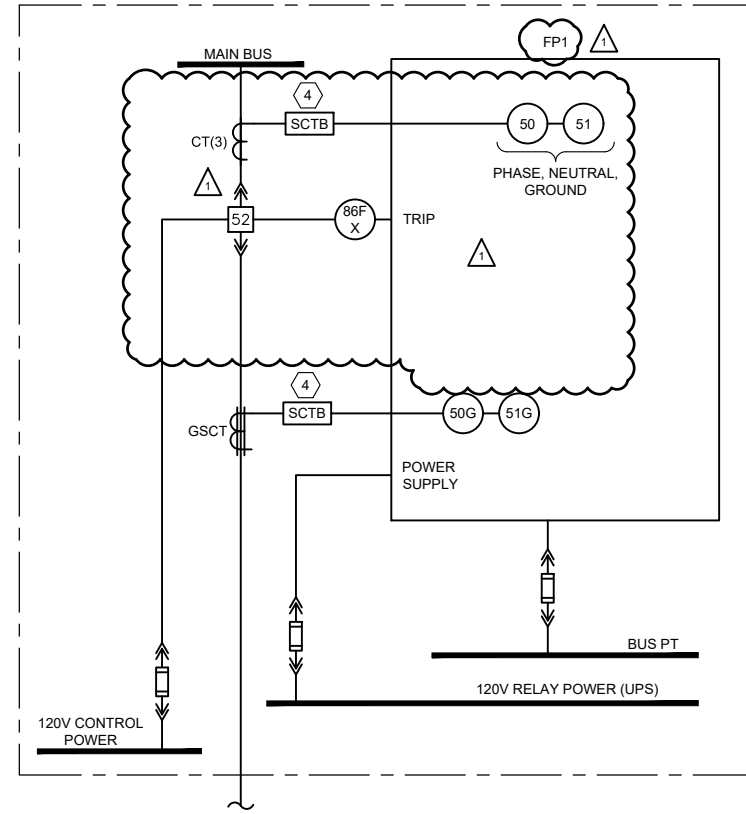 FP1
1
MAIN BUS
4
SCTB
50
51
CT(3)
PHASE, NEUTRAL,
GROUND
1
52
86F
X
TRIP
1
4
SCTB
50G
51G
GSCT
POWER
SUPPLY
BUS PT
120V RELAY POWER (UPS)
120V CONTROL
POWER